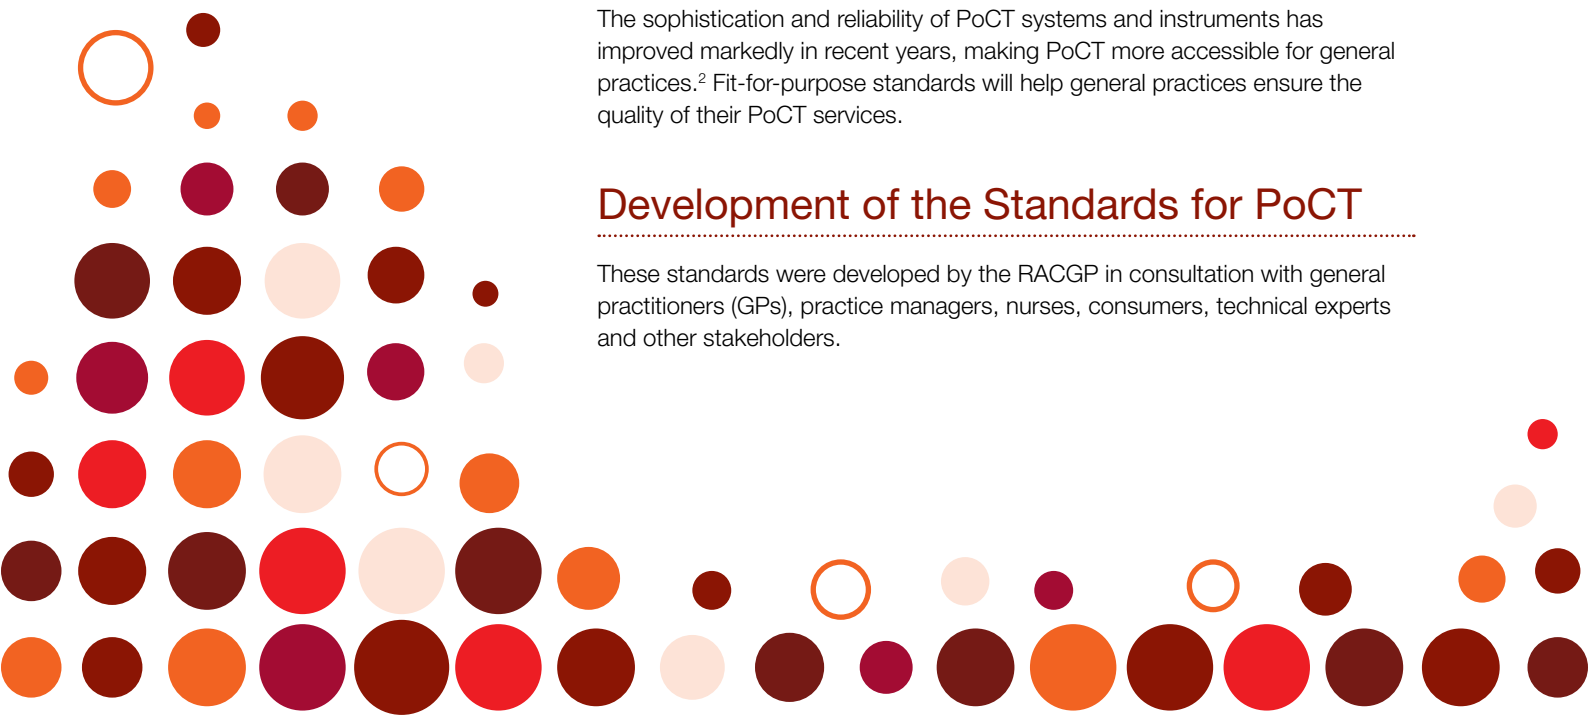 The sophistication and reliability of PoCT systems and instruments has
improved markedly in recent years, making PoCT more accessible for general
practices.² Fit-for-purpose standards will help general practices ensure the
quality of their PoCT services.
Development of the Standards for PoCT
These standards were developed by the RACGP in consultation with general
practitioners (GPs), practice managers, nurses, consumers, technical experts
and other stakeholders.